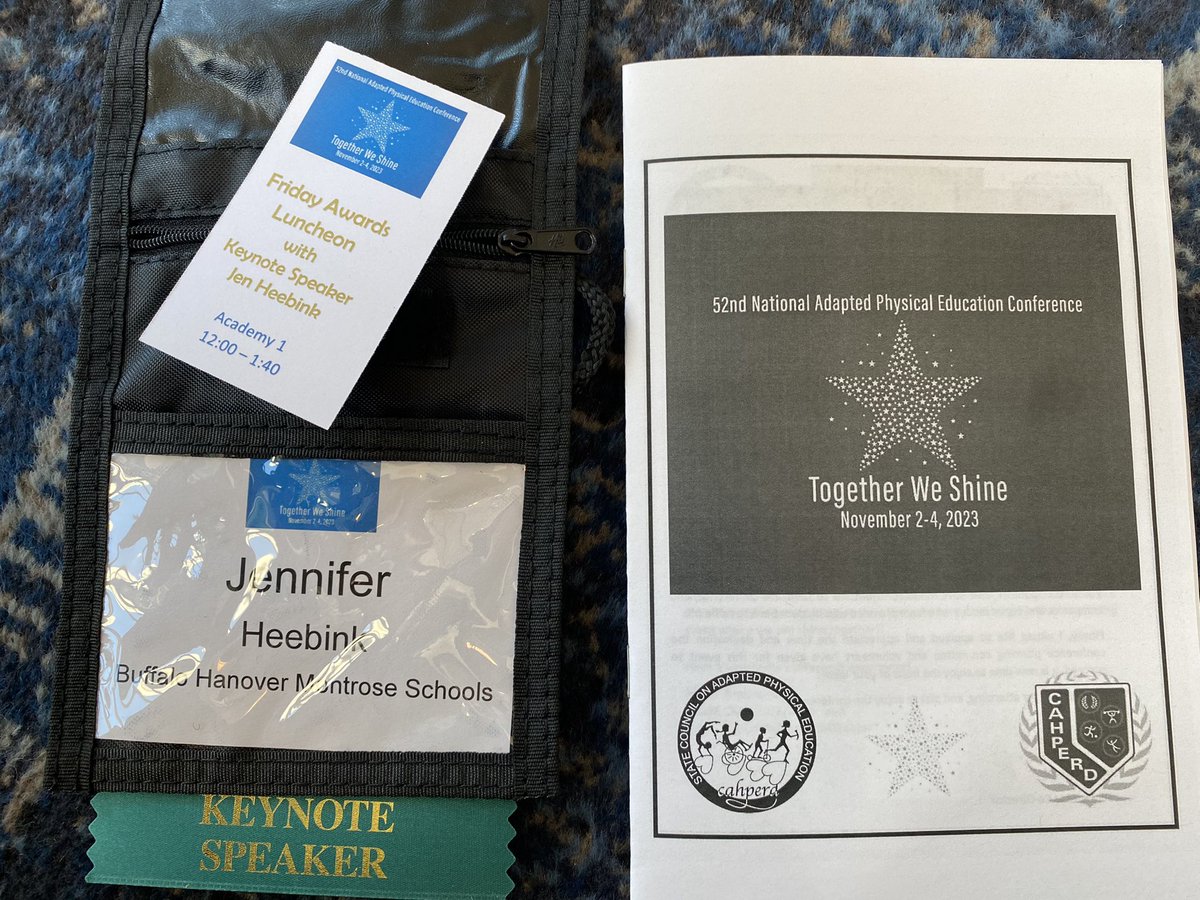 52nd National Adapted Physical Education Conference
Together We Shine
November 2-4, 2023
Friday Awards
Luncheon
with
Keynote Speaker
Jen Heebink
Academy 1
12:00 – 1:40
Together We Shine
November 2-4, 2023
Jennifer
Heebink
Buffalo Hanover Montrose Schools
KEYNOTE
SPEAKER
52nd National Adapted Physical Education Conference
Together We Shine
November 2-4, 2023
STATE COUNCIL ON ADAPTED PHYSICAL EDUCATION
cahperd
CAHPERD